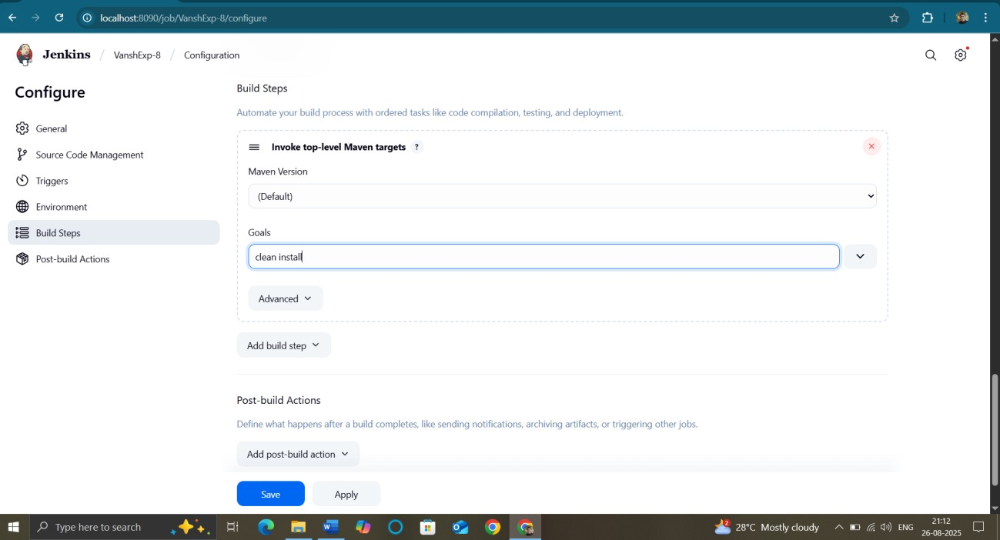 localhost:8090/job/VanshExp-8/configure
Jenkins / VanshExp-8 / Configuration
Configure
General
Source Code Management
Triggers
Environment
Build Steps
Post-build Actions
Build Steps
Automate your build process with ordered tasks like code compilation, testing, and deployment.
Invoke top-level Maven targets ?
Maven Version
(Default)
Goals
clean install
Advanced
Add build step
Post-build Actions
Define what happens after a build completes, like sending notifications, archiving artifacts, or triggering other jobs.
Add post-build action
Save
Apply
Type here to search
2
28°C Mostly cloudy
ENG
21:12
26-08-2025